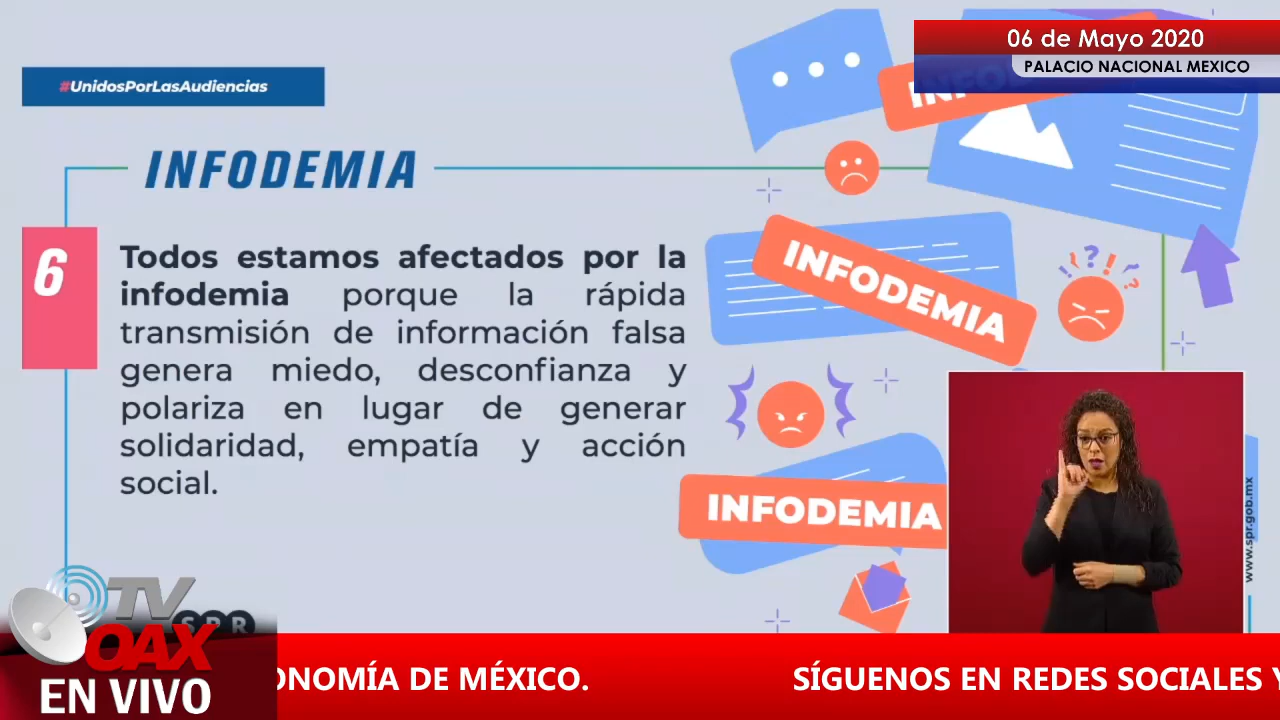 06 de Mayo 2020
PALACIO NACIONAL MEXICO
#UnidosPorLasAudiencias
INFODEMIA
6
Todos estamos afectados por la
infodemia porque la rápida
transmisión de información falsa
genera miedo, desconfianza y
polariza en lugar de generar
solidaridad, empatía y acción
social.
INFODEMIA
INFODEMIA
www.spr.gob.mx
SPR
TV
OAX
EN VIVO
ONOMÍA DE MÉXICO. SÍGUENOS EN REDES SOCIALES Y